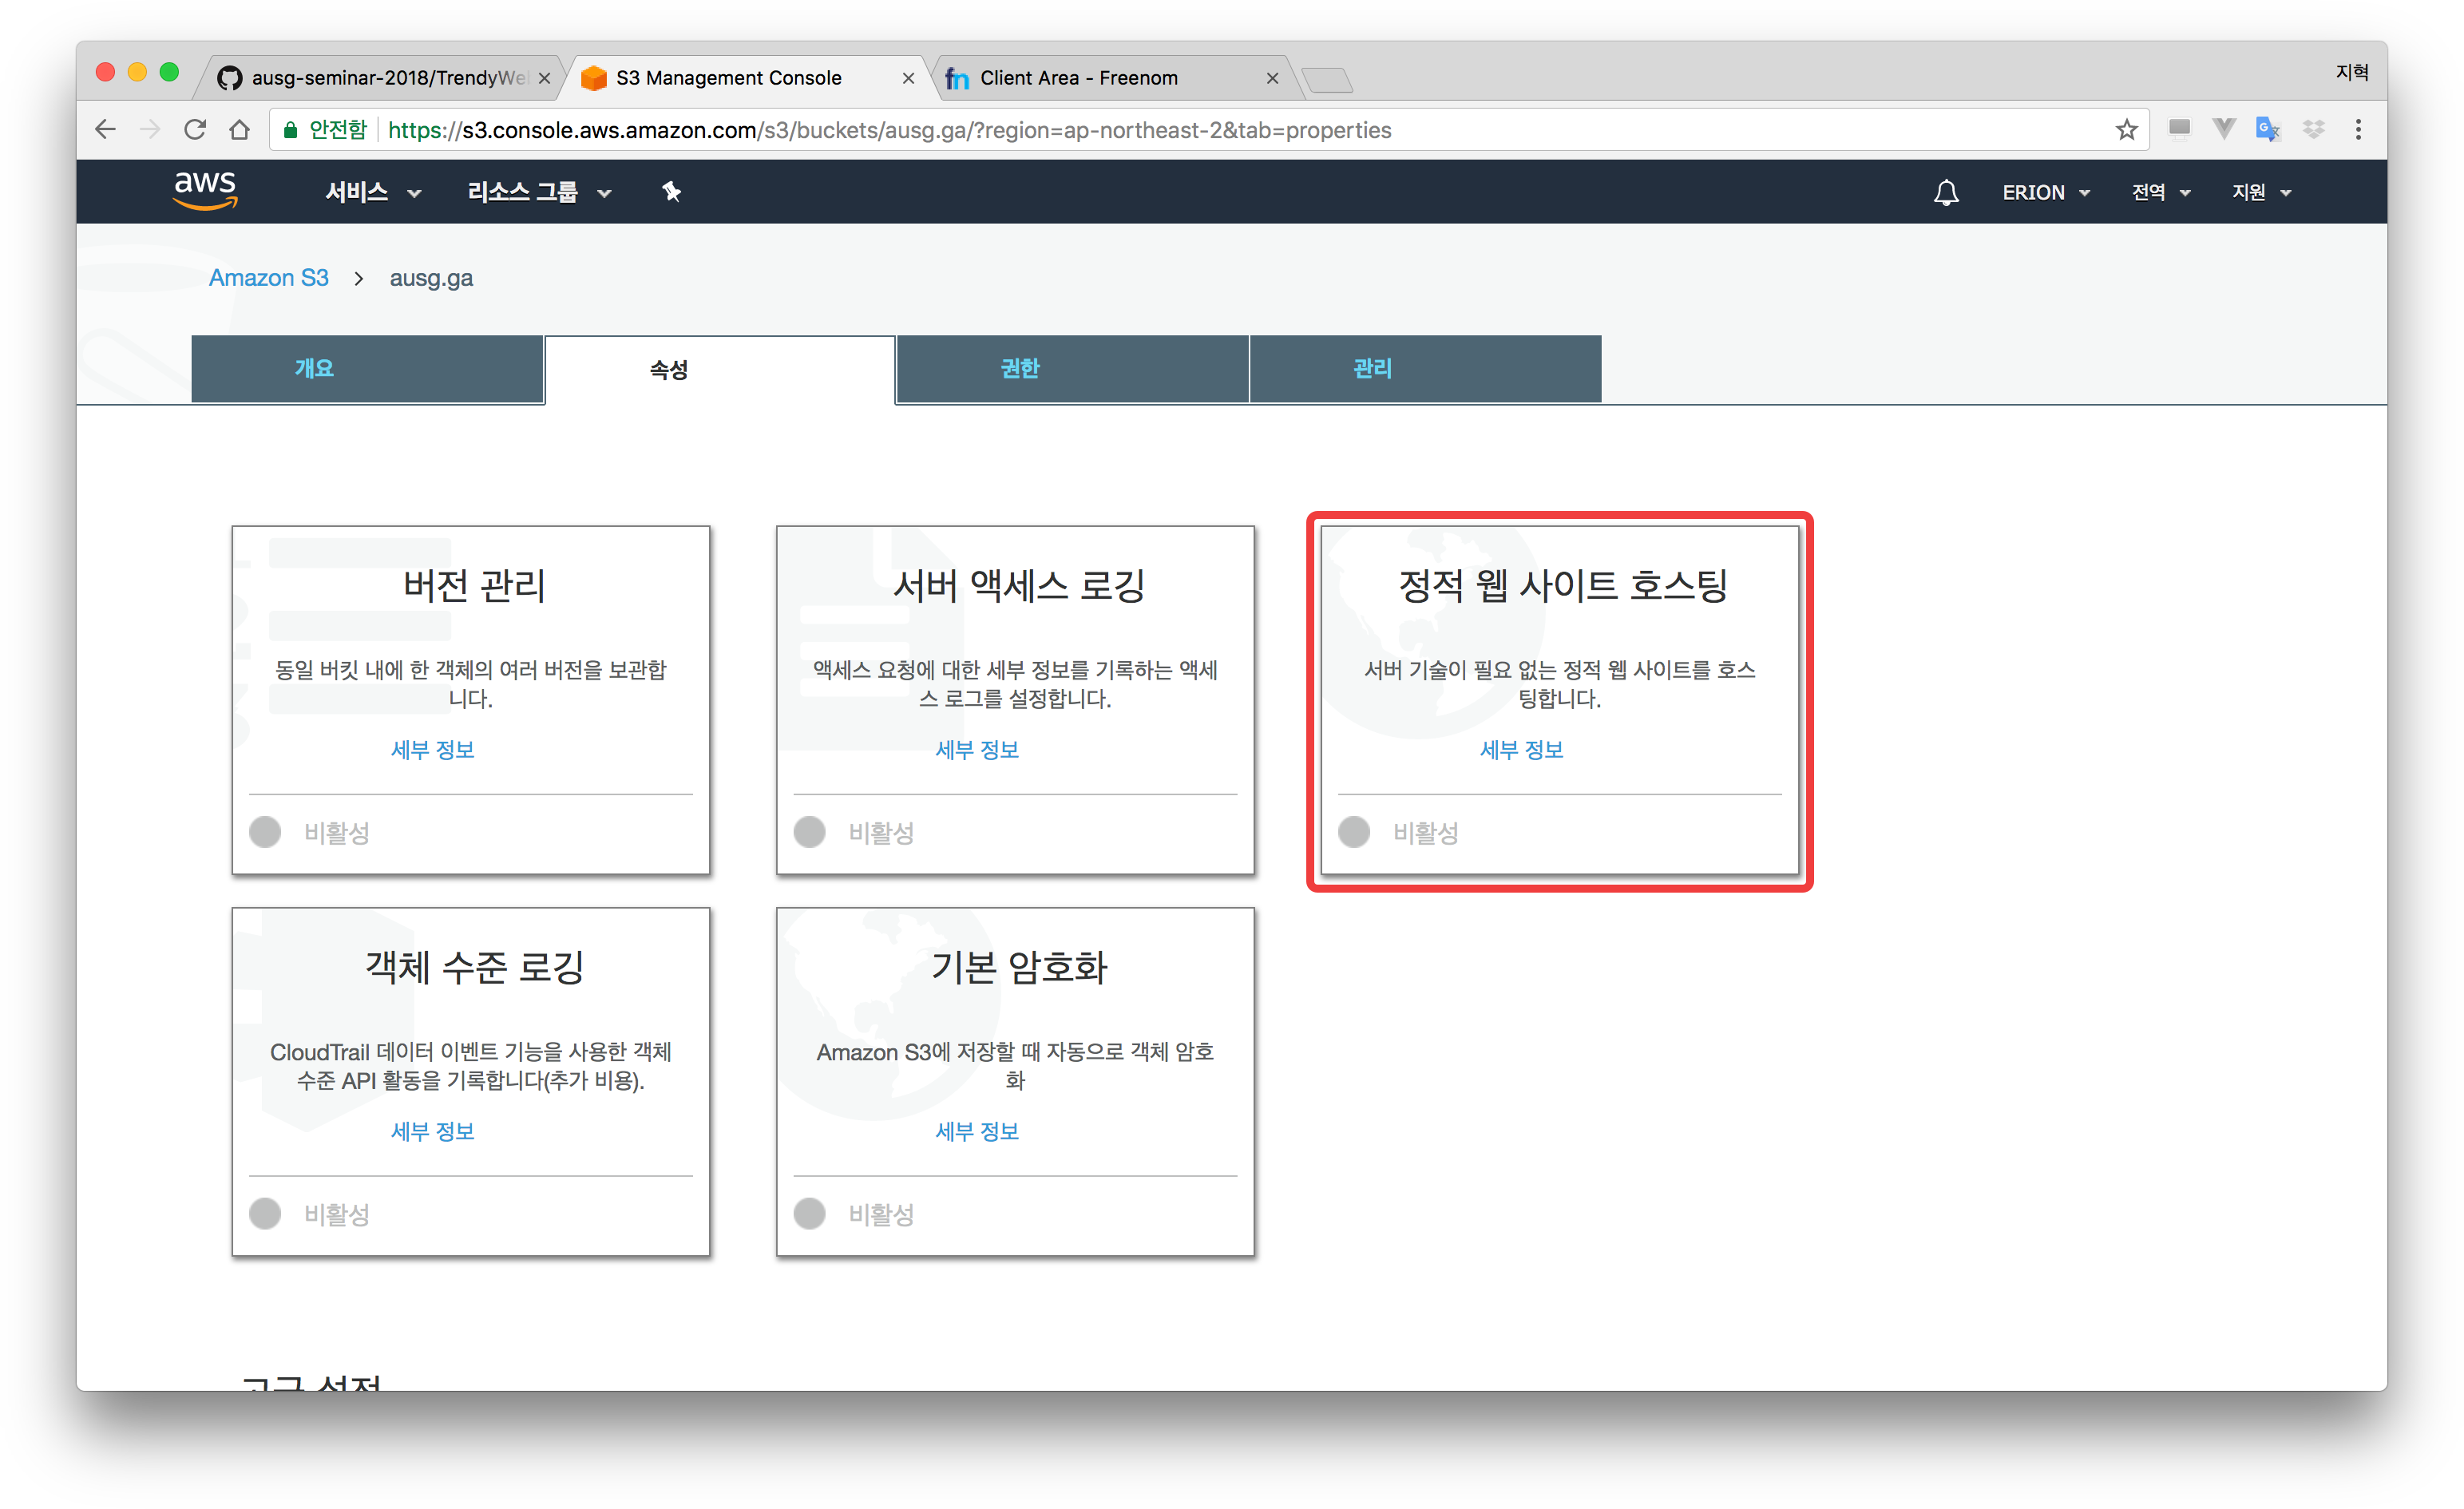 ausg-seminar-2018/TrendyWe
S3 Management Console
Client Area - Freenom
지혁
안전함
https://s3.console.aws.amazon.com/s3/buckets/ausg.ga/?region=ap-northeast-2&tab=properties
aws
서비스
리소스 그룹
ERION
전역
지원
Amazon S3 > ausg.ga
개요
속성
권한
관리
버전 관리
동일 버킷 내에 한 객체의 여러 버전을 보관합
니다.
세부 정보
비활성
서버 액세스 로깅
액세스 요청에 대한 세부 정보를 기록하는 액세
스 로그를 설정합니다.
세부 정보
비활성
정적 웹 사이트 호스팅
서버 기술이 필요 없는 정적 웹 사이트를 호스
팅합니다.
세부 정보
비활성
객체 수준 로깅
CloudTrail 데이터 이벤트 기능을 사용한 객체
수준 API 활동을 기록합니다(추가 비용).
세부 정보
비활성
기본 암호화
Amazon S3에 저장할 때 자동으로 객체 암호
화
세부 정보
비활성
고급 설정